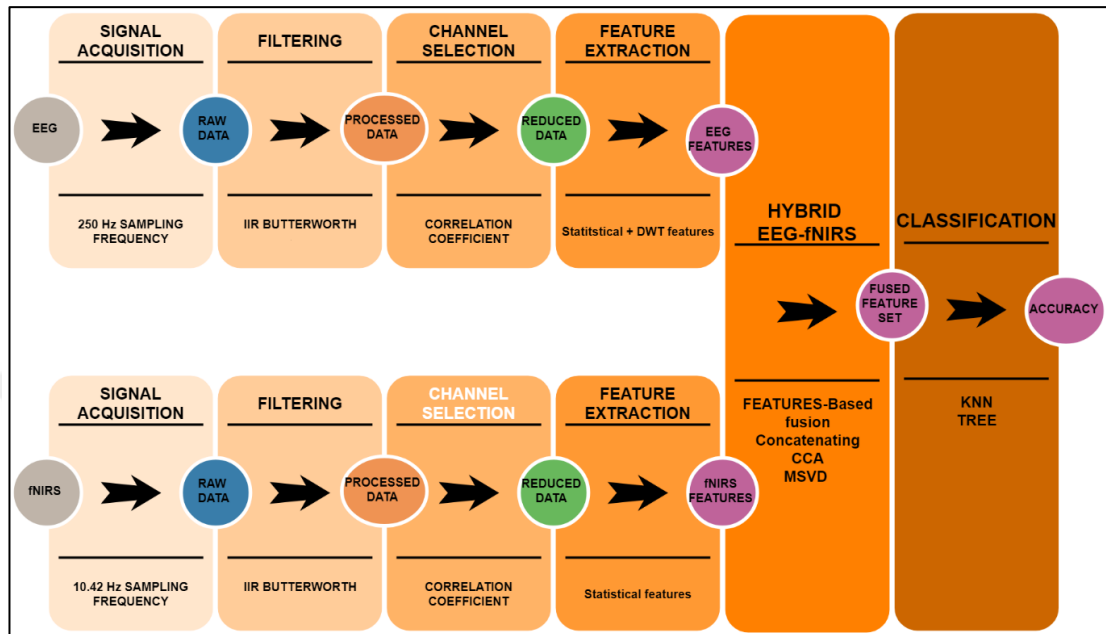 SIGNAL
ACQUISITION
FILTERING
CHANNEL
SELECTION
FEATURE
EXTRACTION
EEG
RAW
DATA
PROCESSED
DATA
REDUCED
DATA
EEG
FEATURES
250 Hz SAMPLING
FREQUENCY
IIR BUTTERWORTH
CORRELATION
COEFFICIENT
Statitstical + DWT features
HYBRID
EEG-fNIRS
CLASSIFICATION
FUSED
FEATURE
SET
ACCURACY
FEATURES-Based
fusion
Concatenating
CCA
MSVD
KNN
TREE
SIGNAL
ACQUISITION
FILTERING
CHANNEL
SELECTION
FEATURE
EXTRACTION
fNIRS
RAW
DATA
PROCESSED
DATA
REDUCED
DATA
fNIRS
FEATURES
10.42 Hz SAMPLING
FREQUENCY
IIR BUTTERWORTH
CORRELATION
COEFFICIENT
Statistical features